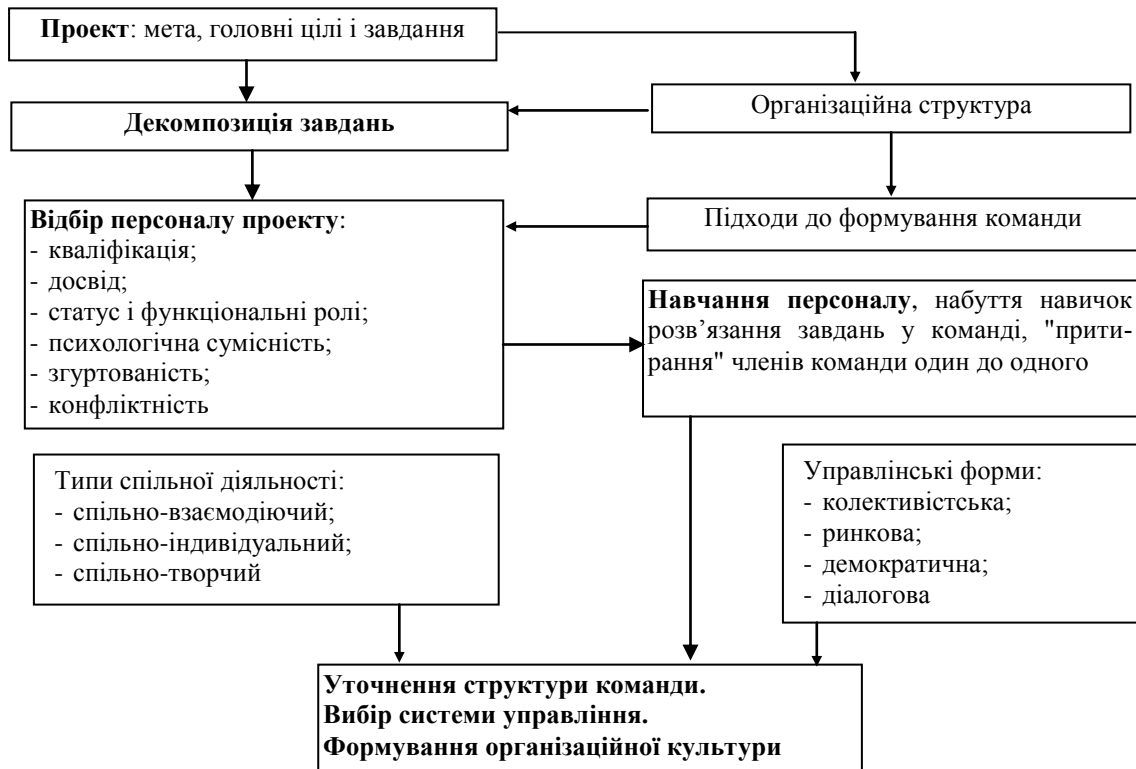 Проект: мета, головні цілі і завдання
Організаційна структура
Декомпозиція завдань
Підходи до формування команди
Відбір персоналу проекту:
- кваліфікація;
- досвід;
- статус і функціональні ролі;
- психологічна сумісність;
- згуртованість;
- конфліктність
Навчання персоналу, набуття навичок
розв’язання завдань у команді, "прити-
рання" членів команди один до одного
Типи спільної діяльності:
- спільно-взаємодіючий;
- спільно-індивідуальний;
- спільно-творчий
Управлінські форми:
- колективістська;
- ринкова;
- демократична;
- діалогова
Уточнення структури команди.
Вибір системи управління.
Формування організаційної культури